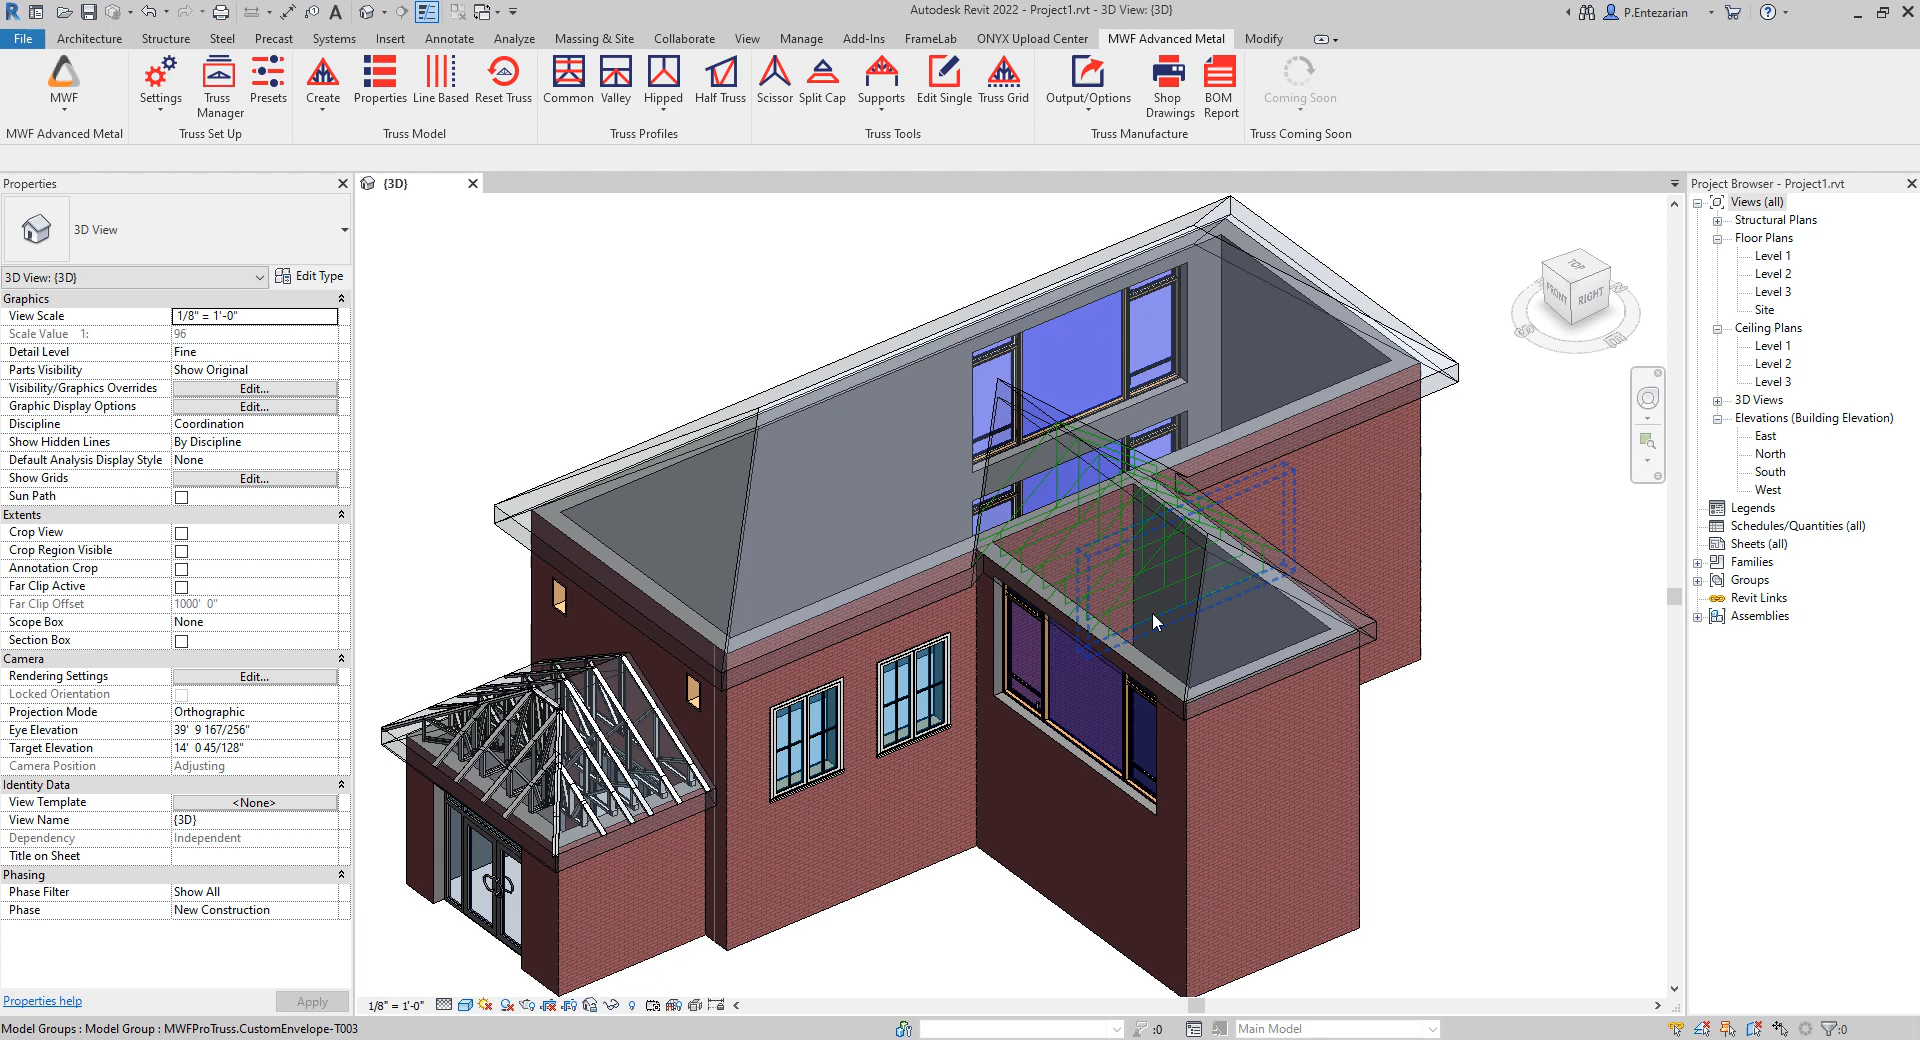 Autodesk Revit 2022 - Project1.rvt - 3D View: {3D}
P.Entezarian
File Architecture Structure Steel Precast Systems Insert Annotate Analyze Massing & Site Collaborate View Manage Add-Ins FrameLab ONYX Upload Center MWF Advanced Metal Modify
MWF Settings Truss Manager Presets Create Properties Line Based Reset Truss Common Valley Hipped Half Truss Scissor Split Cap Supports Edit Single Truss Grid Output/Options Shop Drawings BOM Report Coming Soon
MWF Advanced Metal Truss Set Up Truss Model Truss Profiles Truss Tools Truss Manufacture Truss Coming Soon
Properties
3D View
3D View: {3D} Edit Type
Graphics
View Scale 1/8" = 1'-0"
Scale Value 1: 96
Detail Level Fine
Parts Visibility Show Original
Visibility/Graphics Overrides Edit...
Graphic Display Options Edit...
Discipline Coordination
Show Hidden Lines By Discipline
Default Analysis Display Style None
Show Grids Edit...
Sun Path
Extents
Crop View
Crop Region Visible
Annotation Crop
Far Clip Active
Far Clip Offset 1000' 0"
Scope Box None
Section Box
Camera
Rendering Settings Edit...
Locked Orientation
Projection Mode Orthographic
Eye Elevation 39' 9 167/256"
Target Elevation 14' 0 45/128"
Camera Position Adjusting
Identity Data
View Template <None>
View Name {3D}
Dependency Independent
Title on Sheet
Phasing
Phase Filter Show All
Phase New Construction
Properties help Apply
{3D}
TOP
FRONT RIGHT
1/8" = 1'-0"
Project Browser - Project1.rvt
Views (all)
Structural Plans
Floor Plans
Level 1
Level 2
Level 3
Site
Ceiling Plans
Level 1
Level 2
Level 3
3D Views
Elevations (Building Elevation)
East
North
South
West
Legends
Schedules/Quantities (all)
Sheets (all)
Families
Groups
Revit Links
Assemblies
Model Groups : Model Group : MWFProTruss.CustomEnvelope-T003
:0
Main Model
:0